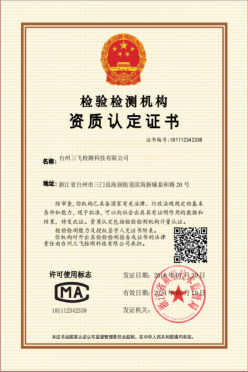 检验检测机构
资质认定证书
证书编号:181112342338
名称:台州三飞检测科技有限公司
地址:浙江省台州市三门县海润街道滨海新城泰和路20号
经审查,你机构已具备国家有关法律、行政法规规定的基本
条件和能力,现予批准,可以向社会出具具有证明作用的数据和
结果,特发此证。资质认定包括检验检测机构计量认证。
检验检测能力及授权签字人见证书附表。
你机构对外出具检验检测报告或证书的法律
责任由台州三飞检测科技有限公司承担。
许可使用标志
MA
181112342338
发证日期:
有效日期:
发证机关:
本证书由国家认证认可监督管理委员会监制,在中华人民共和国境内有效。